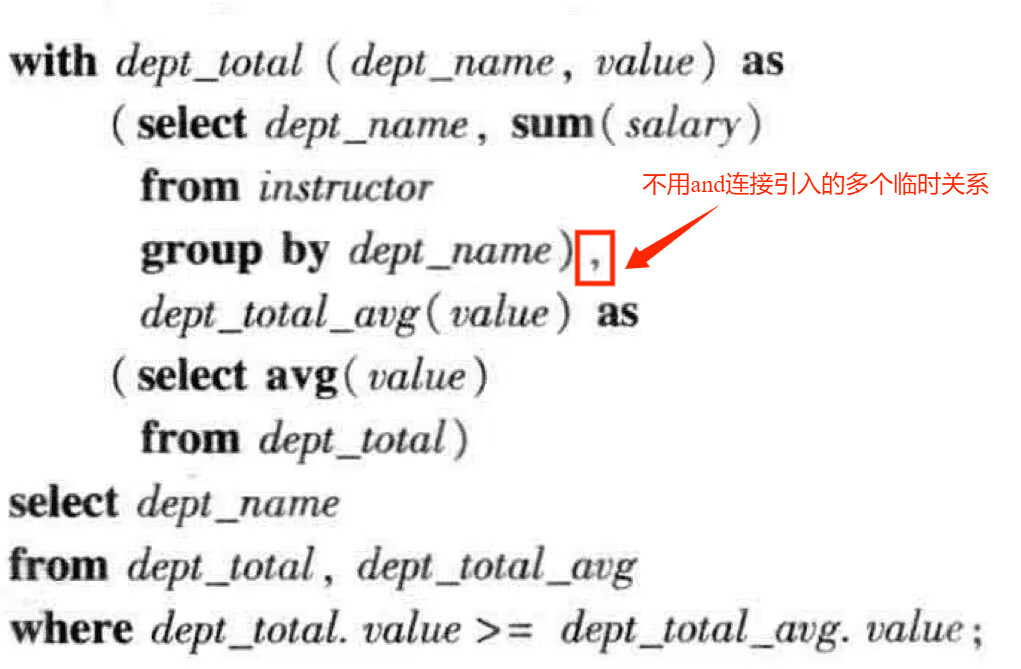 with dept_total (dept_name, value) as
(select dept_name, sum(salary)
from instructor
不用and连接引入的多个临时关系
group by dept_name),
dept_total_avg(value) as
(select avg(value)
from dept_total)
select dept_name
from dept_total, dept_total_avg
where dept_total. value >= dept_total_avg. value;